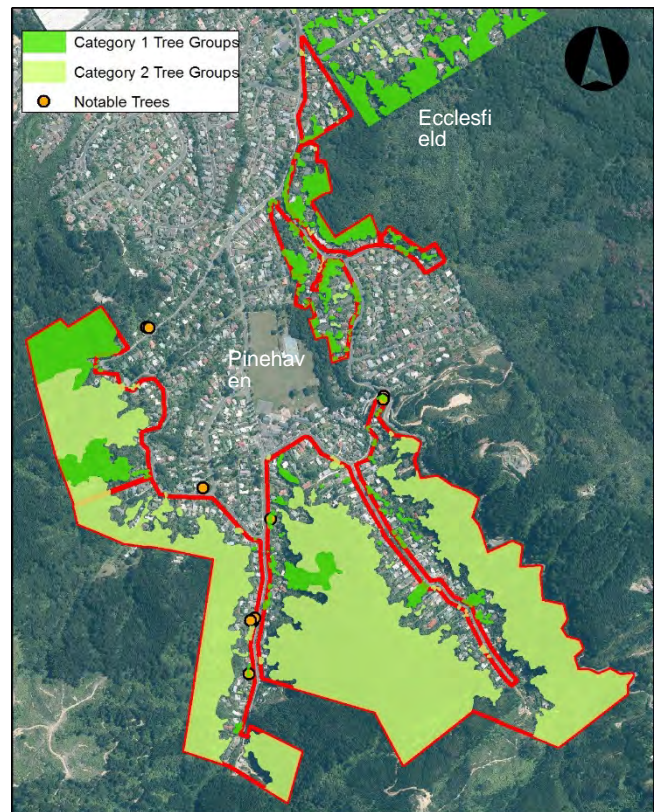 Category 1 Tree Groups
Category 2 Tree Groups
Notable Trees
Ecclesfi
eld
Pinehav
en